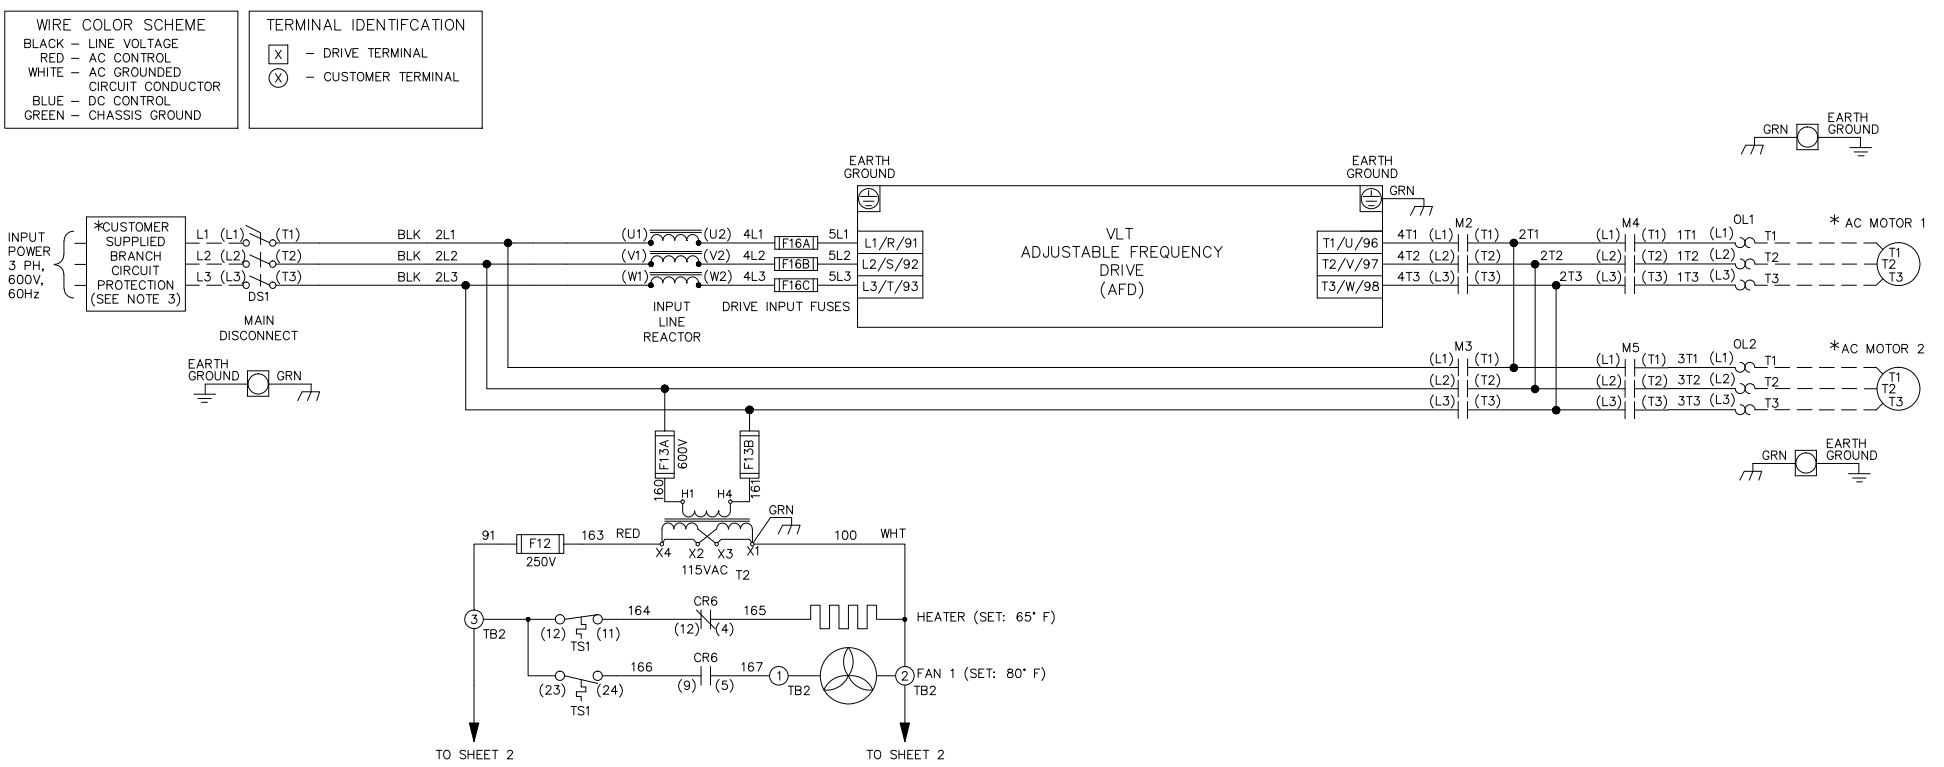 WIRE COLOR SCHEME
BLACK – LINE VOLTAGE
RED – AC CONTROL
WHITE – AC GROUNDED
CIRCUIT CONDUCTOR
BLUE – DC CONTROL
GREEN – CHASSIS GROUND
TERMINAL IDENTIFCATION
X – DRIVE TERMINAL
X – CUSTOMER TERMINAL
GRN
EARTH
GROUND
INPUT
POWER
3 PH,
600V,
60Hz
*CUSTOMER
SUPPLIED
BRANCH
CIRCUIT
PROTECTION
(SEE NOTE 3)
L1 (L1) (T1) BLK 2L1
L2 (L2) (T2) BLK 2L2
L3 (L3) (T3) BLK 2L3
DS1
MAIN
DISCONNECT
EARTH
GROUND
GRN
(U1) (U2) 4L1 F16A 5L1
(V1) (V2) 4L2 F16B 5L2
(W1) (W2) 4L3 F16C 5L3
INPUT
LINE
REACTOR
DRIVE INPUT FUSES
EARTH
GROUND
L1/R/91
L2/S/92
L3/T/93
VLT
ADJUSTABLE FREQUENCY
DRIVE
(AFD)
EARTH
GROUND
GRN
T1/U/96
T2/V/97
T3/W/98
M2 M4 OL1
4T1 (L1) (T1) 2T1 (L1) (T1) 1T1 (L1) T1
4T2 (L2) (T2) 2T2 (L2) (T2) 1T2 (L2) T2
4T3 (L3) (T3) 2T3 (L3) (T3) 1T3 (L3) T3
* AC MOTOR 1
T1
T2
T3
M3 M5 OL2
(L1) (T1) (L1) (T1) 3T1 (L1) T1
(L2) (T2) (L2) (T2) 3T2 (L2) T2
(L3) (T3) (L3) (T3) 3T3 (L3) T3
*AC MOTOR 2
T1
T2
T3
GRN
EARTH
GROUND
F13A
600V
F13B
160
161
H1 H4
GRN
91 F12 163 RED
250V
X4 X2 X3 X1
100 WHT
115VAC T2
3
TB2
(12) (11)
TS1
164
CR6
(12) (4)
165
HEATER (SET: 65° F)
(23) (24)
TS1
166
CR6
(9) (5)
167
1
TB2
2
TB2
FAN 1 (SET: 80° F)
TO SHEET 2
TO SHEET 2